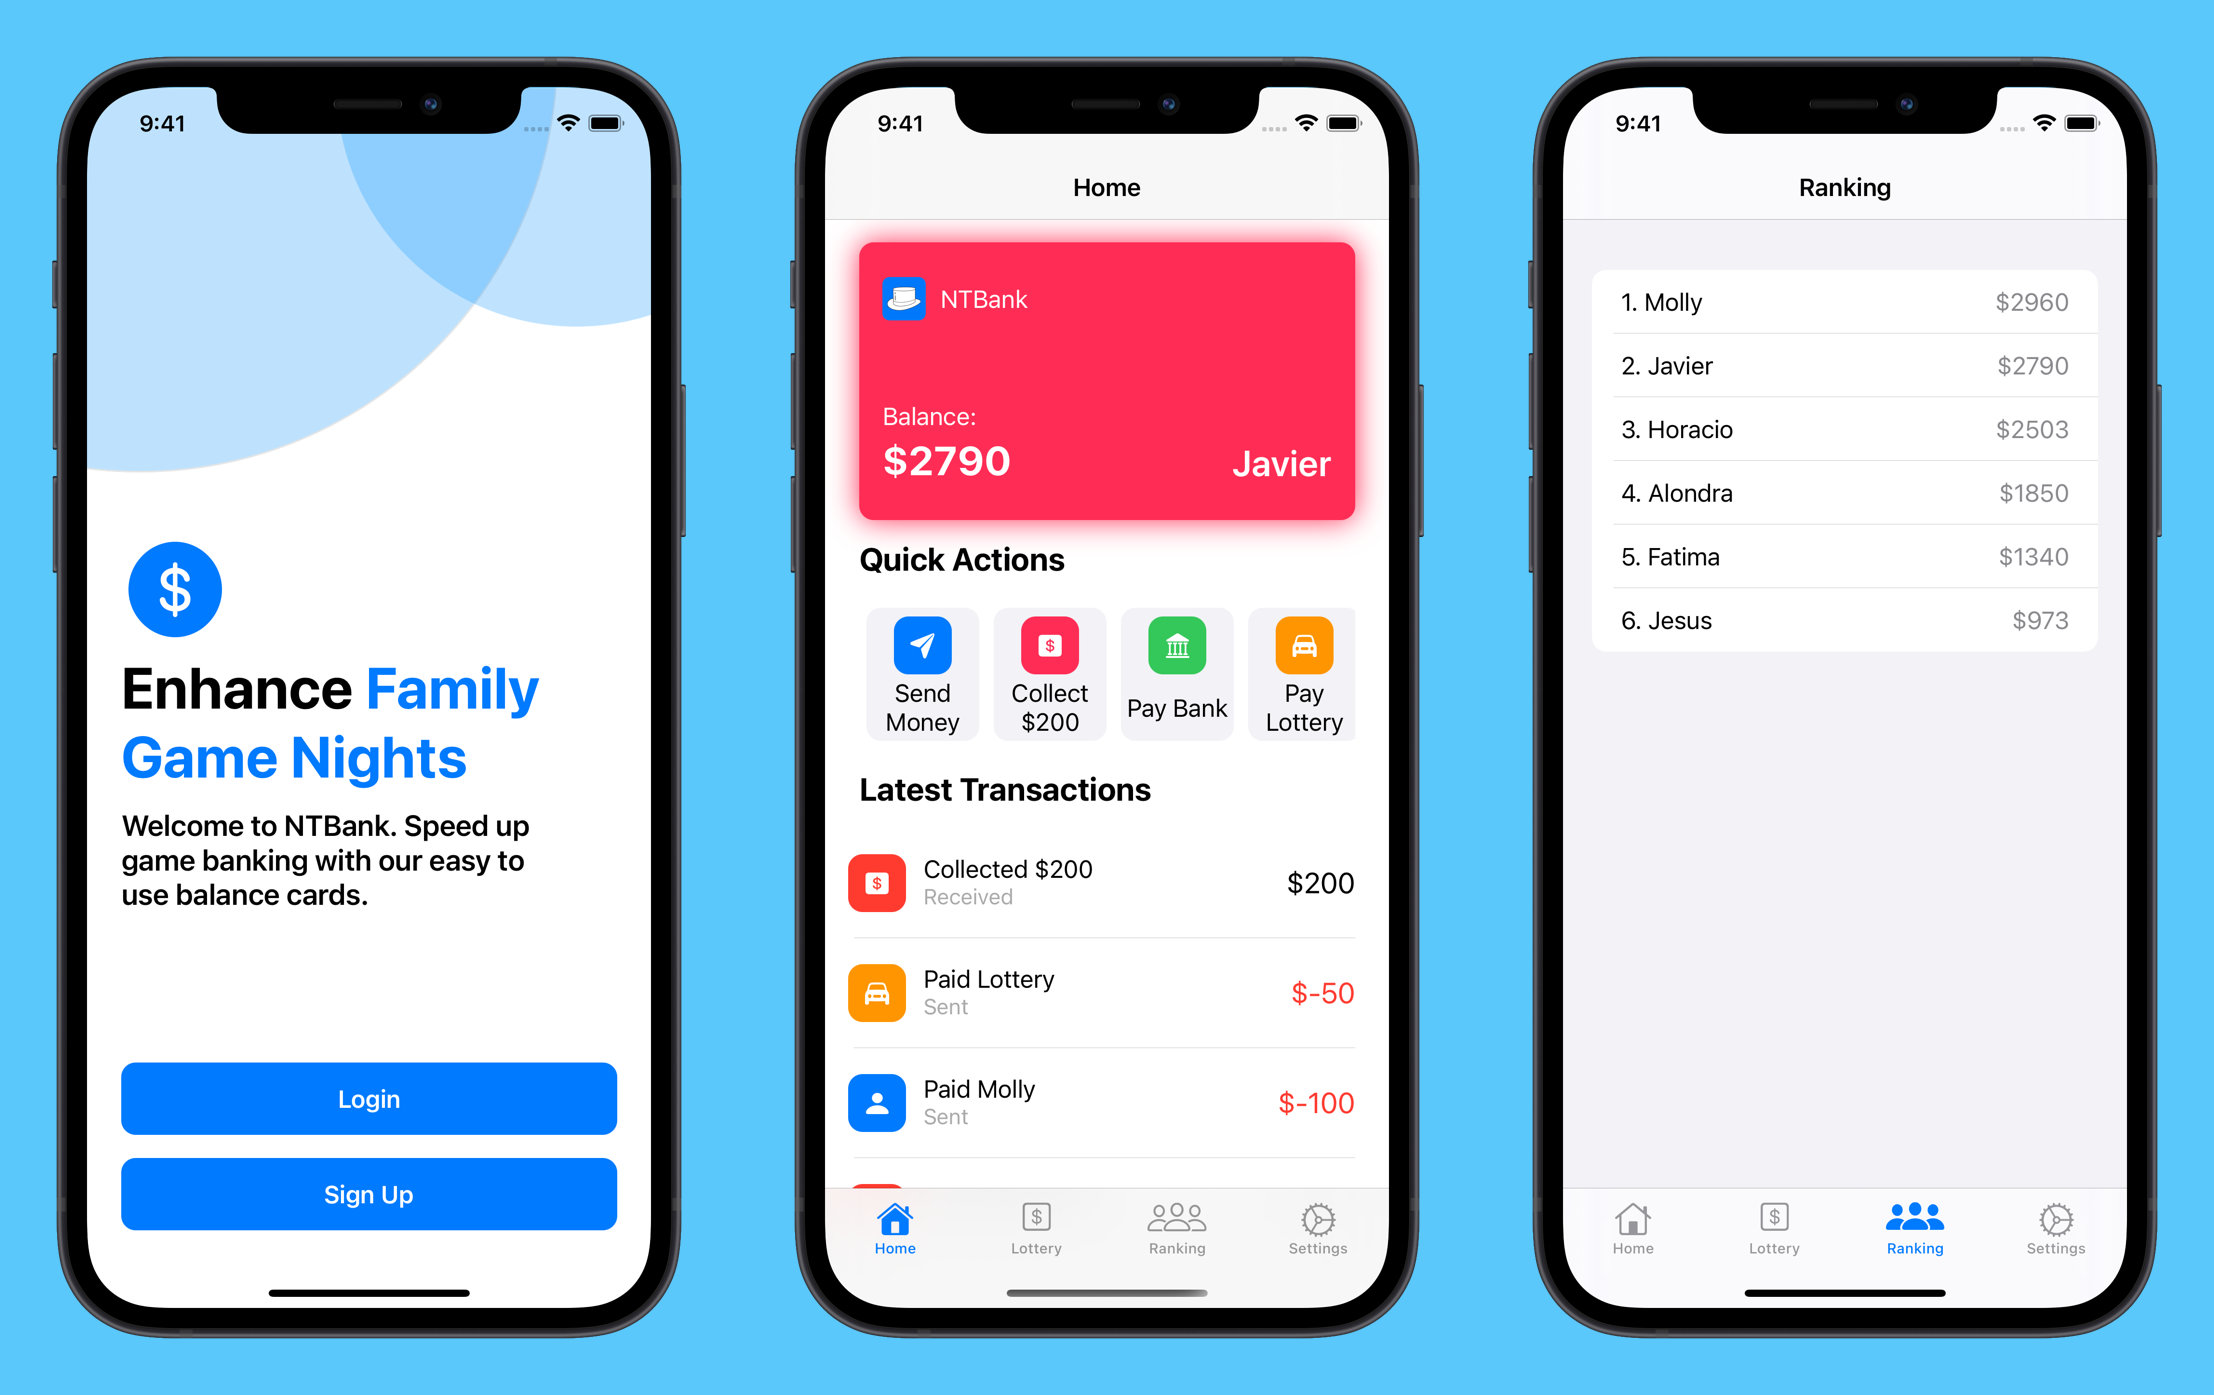 9:41
$
Enhance Family
Game Nights
Welcome to NTBank. Speed up
game banking with our easy to
use balance cards.
Login
Sign Up
9:41
Home
NTBank
Balance:
$2790
Javier
Quick Actions
Send
Money
$
Collect
$200
Pay Bank
Pay
Lottery
Latest Transactions
$
Collected $200
Received
$200
Paid Lottery
Sent
$-50
Paid Molly
Sent
$-100
Home
$
Lottery
Ranking
Settings
9:41
Ranking
1. Molly $2960
2. Javier $2790
3. Horacio $2503
4. Alondra $1850
5. Fatima $1340
6. Jesus $973
Home
$
Lottery
Ranking
Settings